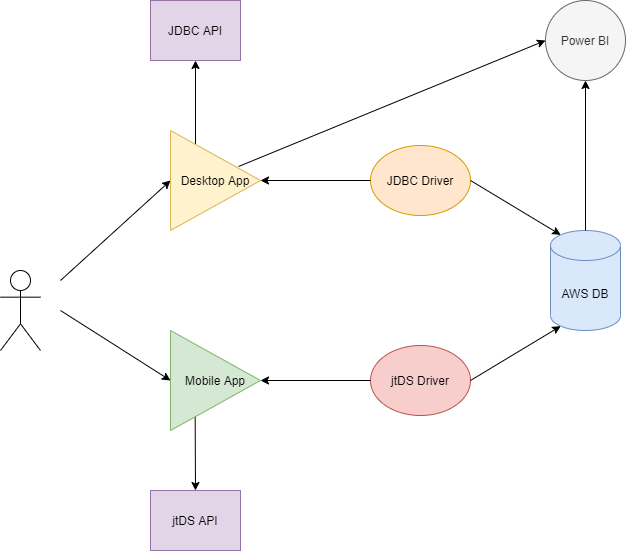 JDBC API
Power BI
Desktop App
JDBC Driver
AWS DB
Mobile App
jtDS Driver
jtDS API